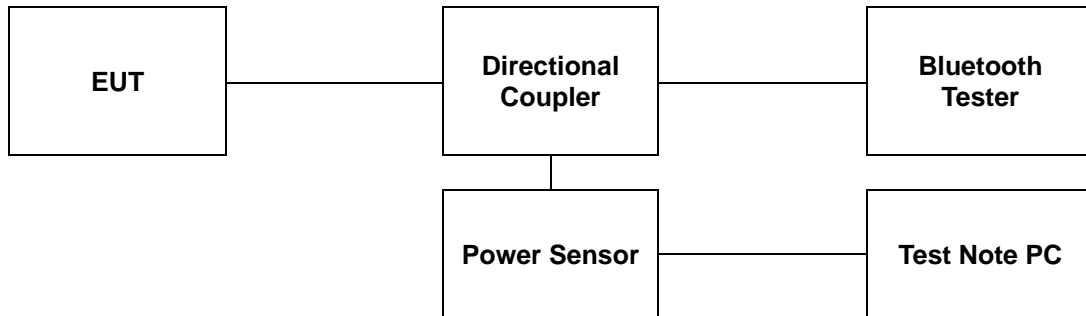 EUT
Directional
Coupler
Bluetooth
Tester
Power Sensor
Test Note PC